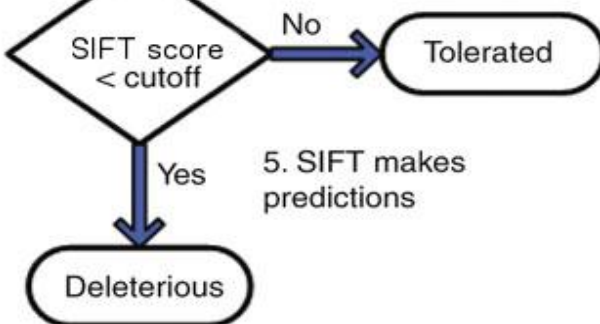 No
SIFT score
< cutoff
Tolerated
Yes
5. SIFT makes
predictions
Deleterious